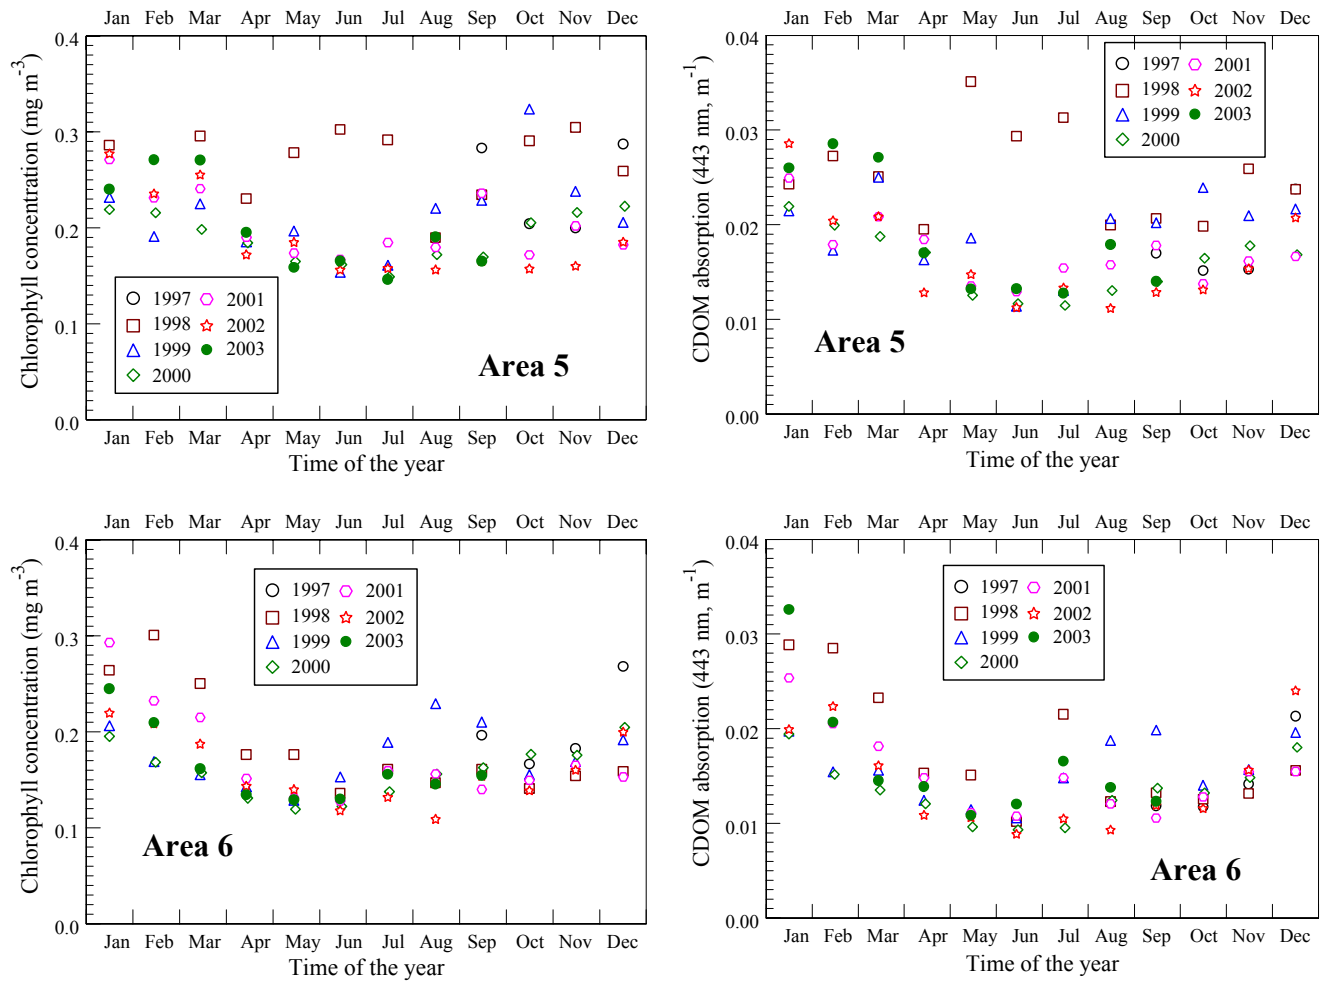 Jan Feb Mar Apr May Jun Jul Aug Sep Oct Nov Dec
0.4
0.3
0.2
0.1
0.0
Chlorophyll concentration (mg m-3)
1997 2001
1998 2002
1999 2003
2000
Area 5
Jan Feb Mar Apr May Jun Jul Aug Sep Oct Nov Dec
Time of the year
Jan Feb Mar Apr May Jun Jul Aug Sep Oct Nov Dec
0.04
0.03
0.02
0.01
0.00
CDOM absorption (443 nm, m-1)
1997 2001
1998 2002
1999 2003
2000
Area 5
Jan Feb Mar Apr May Jun Jul Aug Sep Oct Nov Dec
Time of the year
Jan Feb Mar Apr May Jun Jul Aug Sep Oct Nov Dec
0.4
0.3
0.2
0.1
0.0
Chlorophyll concentration (mg m-3)
1997 2001
1998 2002
1999 2003
2000
Area 6
Jan Feb Mar Apr May Jun Jul Aug Sep Oct Nov Dec
Time of the year
Jan Feb Mar Apr May Jun Jul Aug Sep Oct Nov Dec
0.04
0.03
0.02
0.01
0.00
CDOM absorption (443 nm, m-1)
1997 2001
1998 2002
1999 2003
2000
Area 6
Jan Feb Mar Apr May Jun Jul Aug Sep Oct Nov Dec
Time of the year